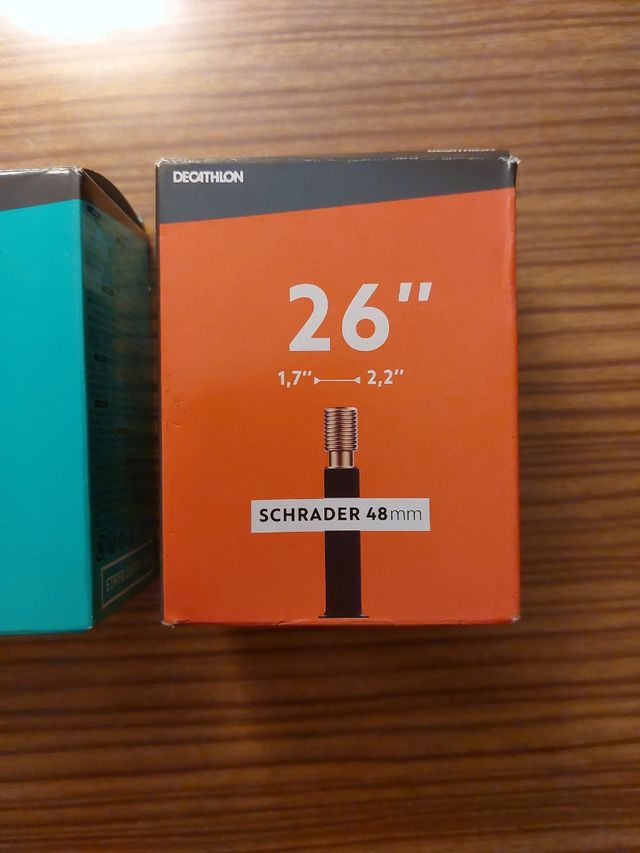 DECATHLON
26"
1,7" 2,2"
SCHRADER 48mm